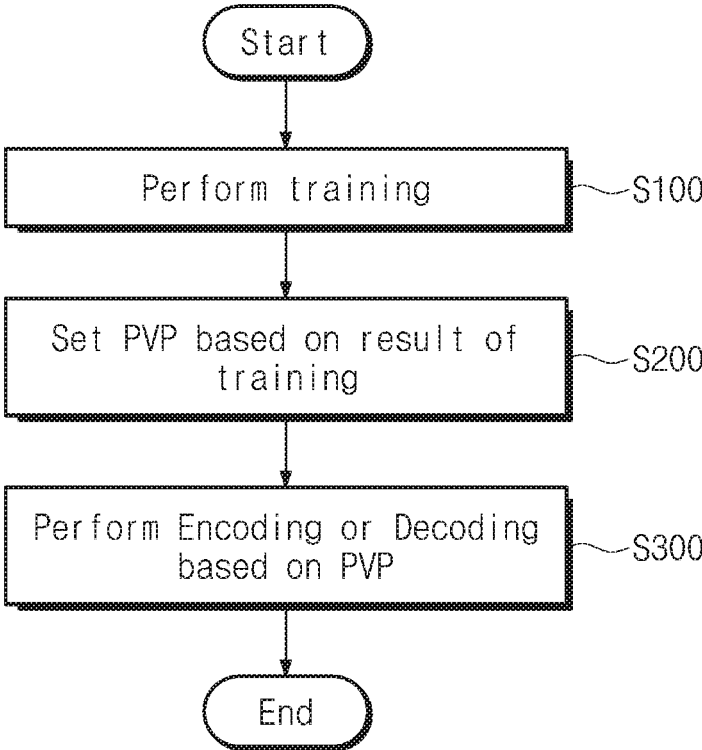 Start
Perform training
S100
Set PVP based on result of
training
S200
Perform Encoding or Decoding
based on PVP
S300
End